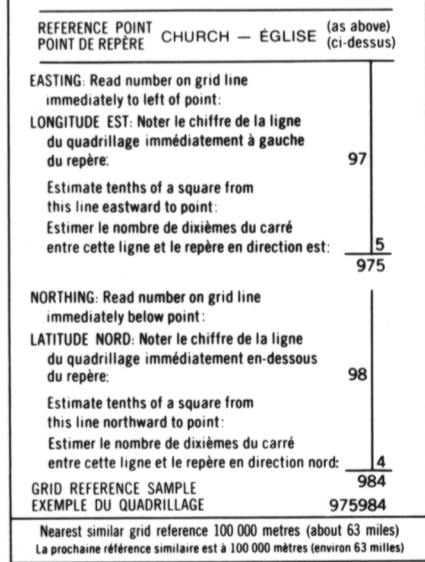 REFERENCE POINT CHURCH — ÉGLISE (as above)
POINT DE REPÈRE (ci-dessus)
EASTING: Read number on grid line
immediately to left of point:
LONGITUDE EST: Noter le chiffre de la ligne
du quadrillage immédiatement à gauche
du repère: 97
Estimate tenths of a square from
this line eastward to point:
Estimer le nombre de dixièmes du carré
entre cette ligne et le repère en direction est: 5
975
NORTHING: Read number on grid line
immediately below point:
LATITUDE NORD: Noter le chiffre de la ligne
du quadrillage immédiatement en-dessous
du repère: 98
Estimate tenths of a square from
this line northward to point:
Estimer le nombre de dixièmes du carré
entre cette ligne et le repère en direction nord: 4
984
GRID REFERENCE SAMPLE
EXEMPLE DU QUADRILLAGE 975984
Nearest similar grid reference 100 000 metres (about 63 miles)
La prochaine référence similaire est à 100 000 mètres (environ 63 milles)